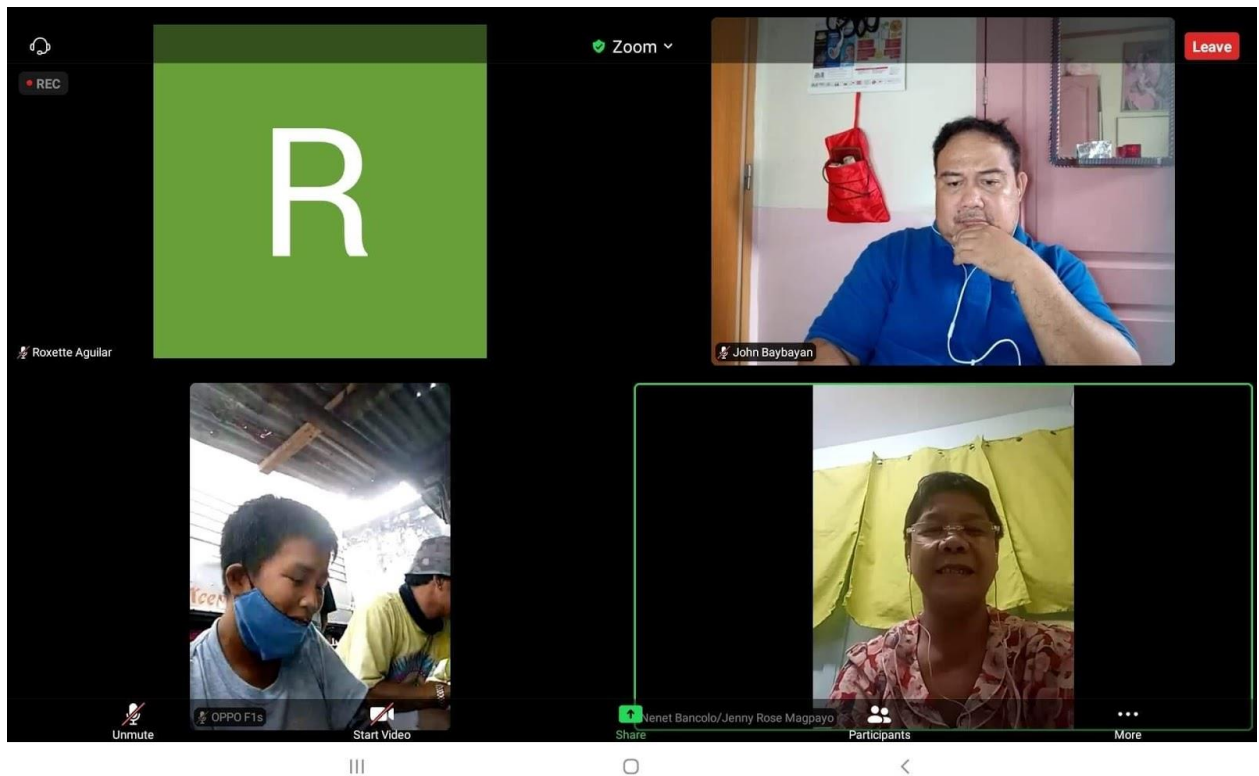 Zoom
Leave
REC
R
Roxette Aguilar
John Baybayan
OPPO F1s
Nenet Bancolo/Jenny Rose Magpayo
Unmute
Start Video
Share
Participants
More